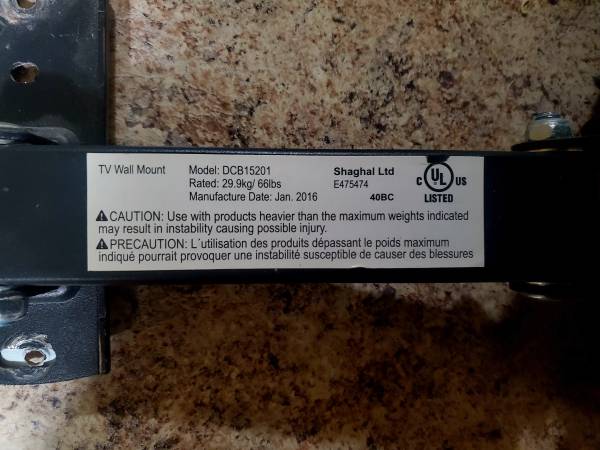 TV Wall Mount
Model: DCB15201
Rated: 29.9kg/ 66lbs
Manufacture Date: Jan. 2016
Shaghal Ltd
E475474
40BC
C UL US
LISTED
⚠CAUTION: Use with products heavier than the maximum weights indicated
may result in instability causing possible injury.
⚠PRECAUTION: L´utilisation des produits dépassant le poids maximum
indiqué pourrait provoquer une instabilité susceptible de causer des blessures